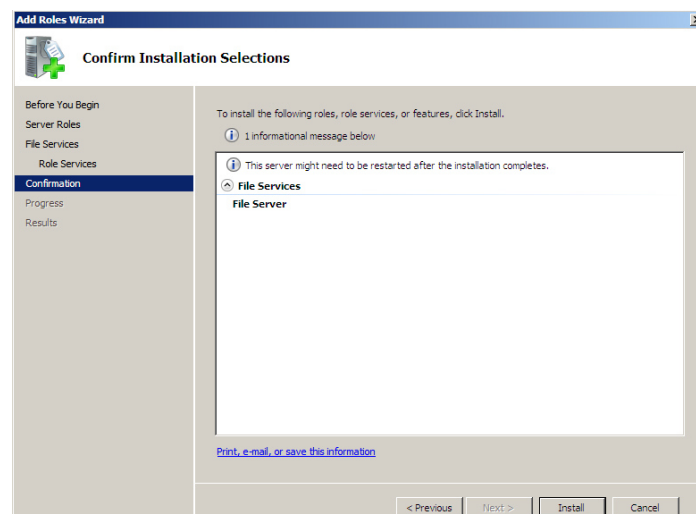 Add Roles Wizard
Confirm Installation Selections
Before You Begin
Server Roles
File Services
Role Services
Confirmation
Progress
Results
To install the following roles, role services, or features, click Install.
1 informational message below
This server might need to be restarted after the installation completes.
File Services
File Server
Print, e-mail, or save this information
< Previous
Next >
Install
Cancel